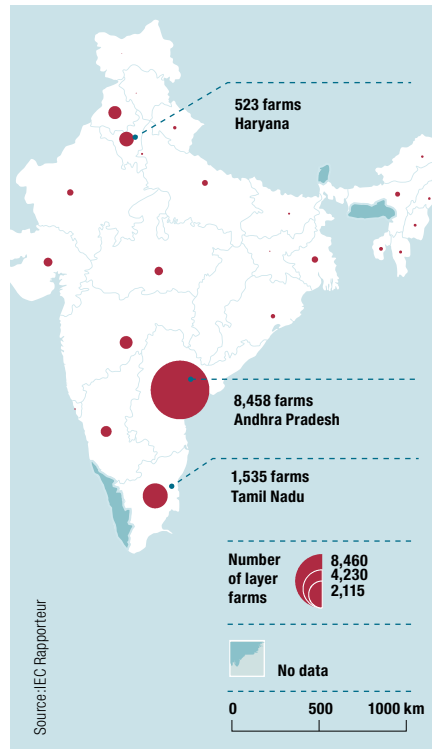 523 farms
Haryana
8,458 farms
Andhra Pradesh
1,535 farms
Tamil Nadu
Number
of layer
farms
8,460
4,230
2,115
No data
0 500 1000 km
Source:IEC Rapporteur